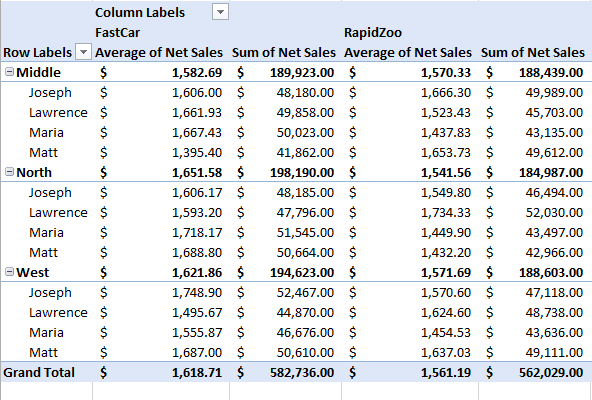 Column Labels
FastCar RapidZoo
Row Labels Average of Net Sales Sum of Net Sales Average of Net Sales Sum of Net Sales
Middle $ 1,582.69 $ 189,923.00 $ 1,570.33 $ 188,439.00
Joseph $ 1,606.00 $ 48,180.00 $ 1,666.30 $ 49,989.00
Lawrence $ 1,661.93 $ 49,858.00 $ 1,523.43 $ 45,703.00
Maria $ 1,667.43 $ 50,023.00 $ 1,437.83 $ 43,135.00
Matt $ 1,395.40 $ 41,862.00 $ 1,653.73 $ 49,612.00
North $ 1,651.58 $ 198,190.00 $ 1,541.56 $ 184,987.00
Joseph $ 1,606.17 $ 48,185.00 $ 1,549.80 $ 46,494.00
Lawrence $ 1,593.20 $ 47,796.00 $ 1,734.33 $ 52,030.00
Maria $ 1,718.17 $ 51,545.00 $ 1,449.90 $ 43,497.00
Matt $ 1,688.80 $ 50,664.00 $ 1,432.20 $ 42,966.00
West $ 1,621.86 $ 194,623.00 $ 1,571.69 $ 188,603.00
Joseph $ 1,748.90 $ 52,467.00 $ 1,570.60 $ 47,118.00
Lawrence $ 1,495.67 $ 44,870.00 $ 1,624.60 $ 48,738.00
Maria $ 1,555.87 $ 46,676.00 $ 1,454.53 $ 43,636.00
Matt $ 1,687.00 $ 50,610.00 $ 1,637.03 $ 49,111.00
Grand Total $ 1,618.71 $ 582,736.00 $ 1,561.19 $ 562,029.00